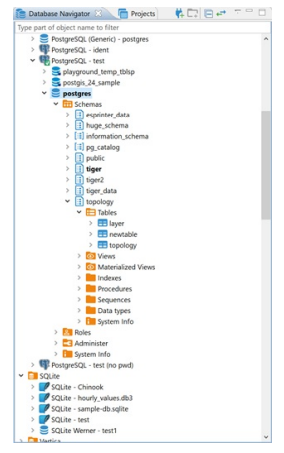 Database Navigator Projects
Type part of object name to filter
PostgreSQL (Generic) - postgres
PostgreSQL - ident
PostgreSQL - test
playground_temp_tblsp
postgis_24_sample
postgres
Schemas
esprinter_data
huge_schema
information_schema
pg_catalog
public
tiger
tiger2
tiger_data
topology
Tables
layer
newtable
topology
Views
Materialized Views
Indexes
Procedures
Sequences
Data types
System Info
Roles
Administer
System Info
PostgreSQL - test (no pwd)
SQLite
SQLite - Chinook
SQLite - hourly_values.db3
SQLite - sample-db.sqlite
SQLite - test
SQLite Werner - test1
Vertica